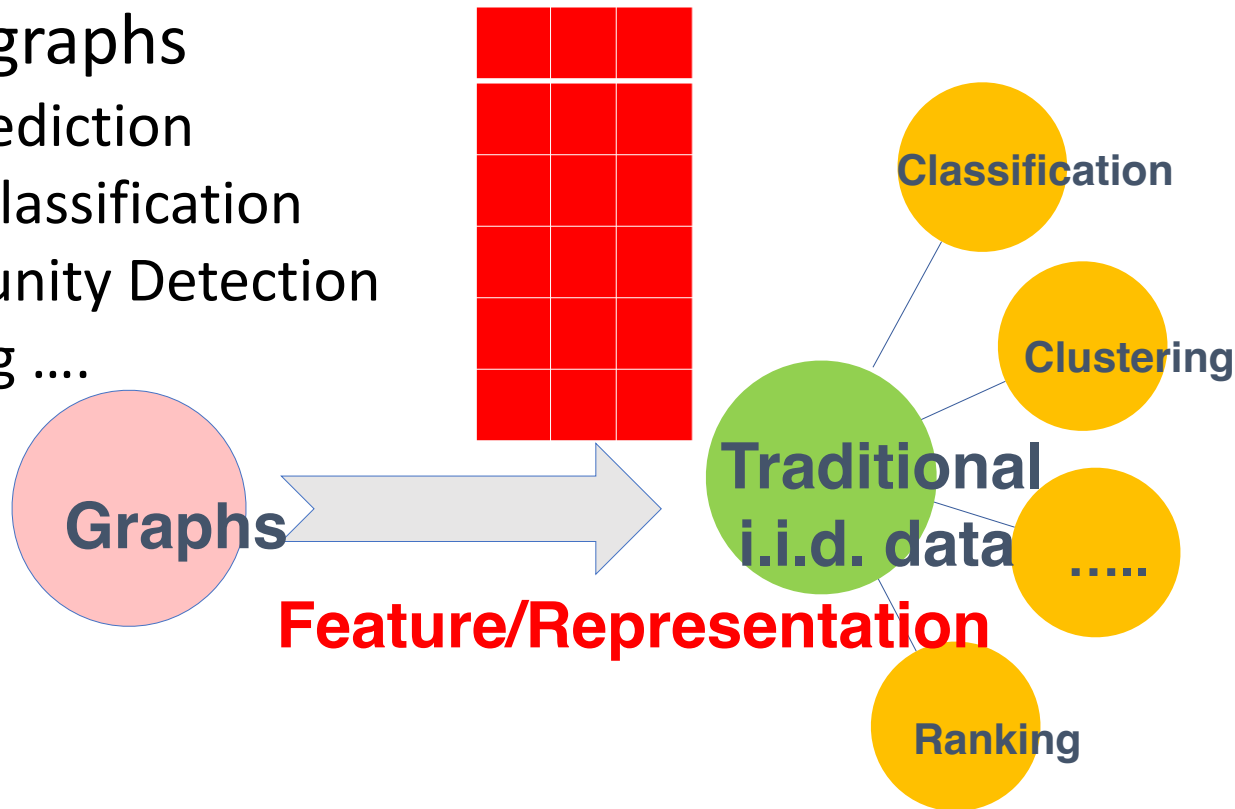 graphs
ediction
lassification
unity Detection
g ....
Classification
Clustering
Graphs
Traditional
i.i.d. data
.....
Feature/Representation
Ranking